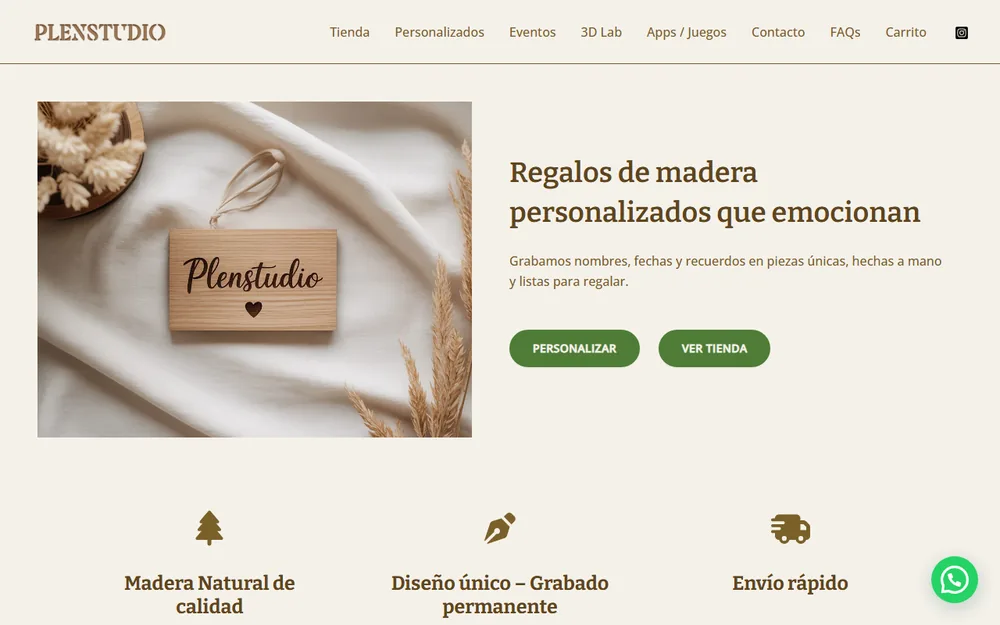 PLENSTUDIO
Tienda
Personalizados
Eventos
3D Lab
Apps / Juegos
Contacto
FAQs
Carrito
Plenstudio
Regalos de madera
personalizados que emocionan
Grabamos nombres, fechas y recuerdos en piezas únicas, hechas a mano
y listas para regalar.
PERSONALIZAR
VER TIENDA
Madera Natural de
calidad
Diseño único – Grabado
permanente
Envío rápido